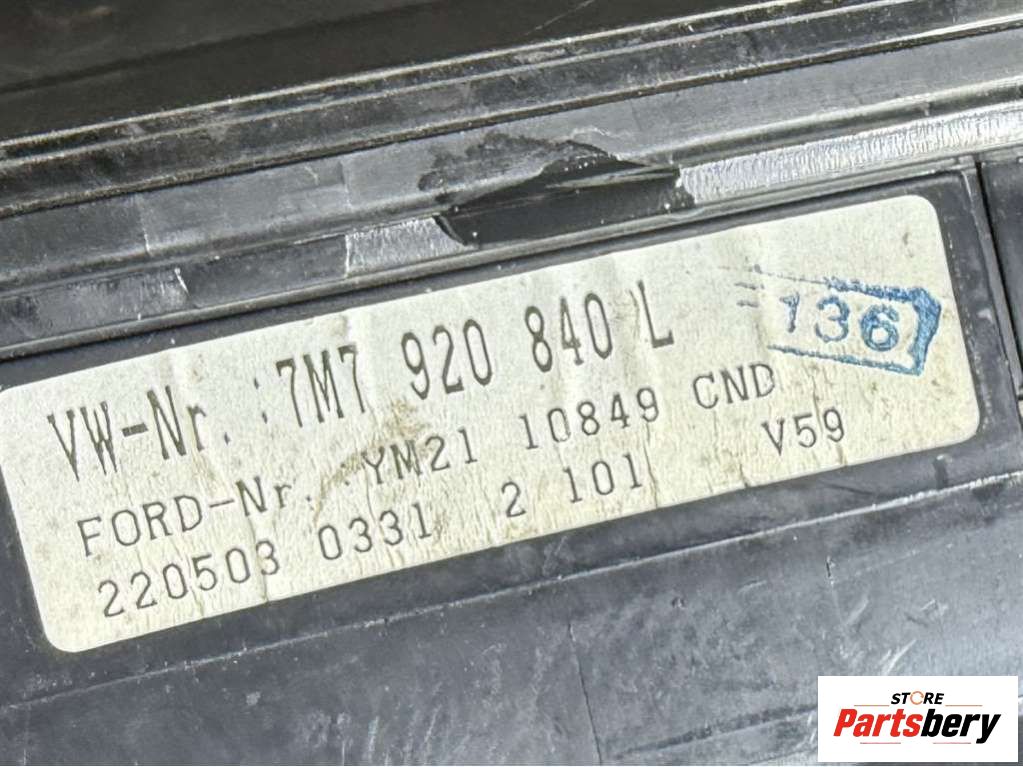 VW-Nr. :7M7 920 840 L
136
FORD-Nr. YM21 10849 CND
220503 0331 2 101 V59
STORE
Partsbery